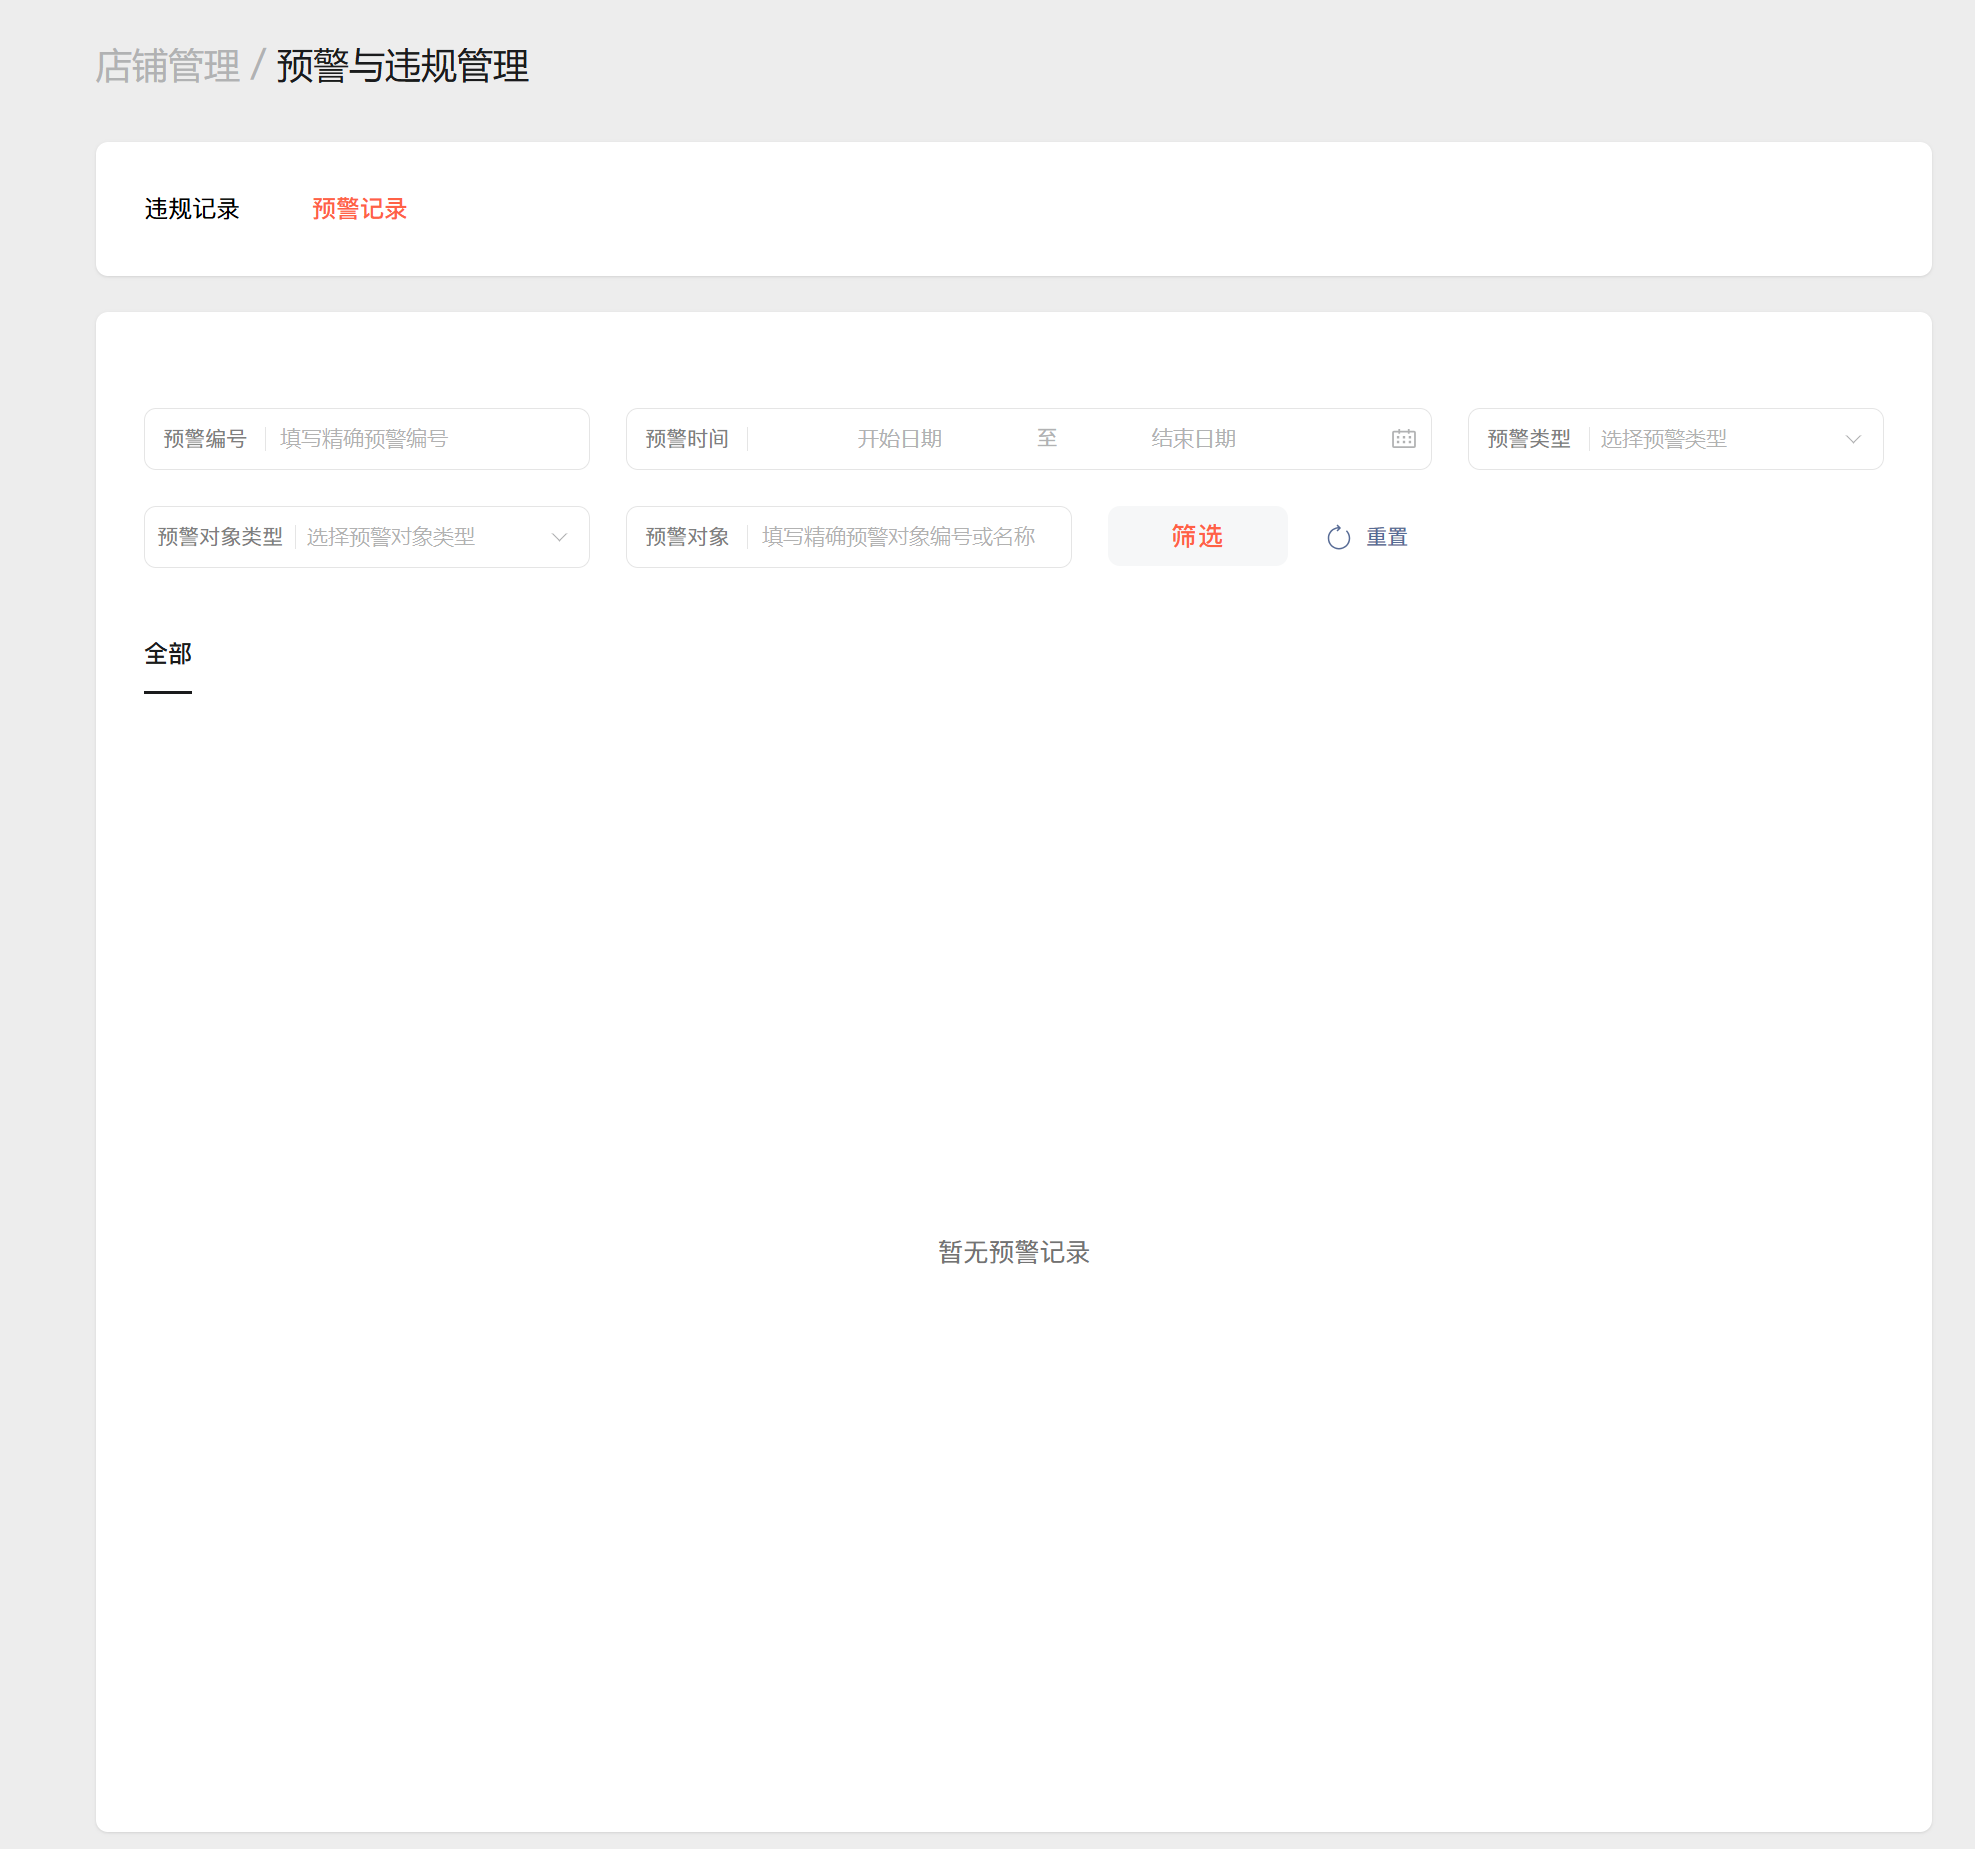 店铺管理 / 预警与违规管理
违规记录 预警记录
预警编号 填写精确预警编号 预警时间 开始日期 至 结束日期 预警类型 选择预警类型
预警对象类型 选择预警对象类型 预警对象 填写精确预警对象编号或名称 筛选 重置
全部
暂无预警记录